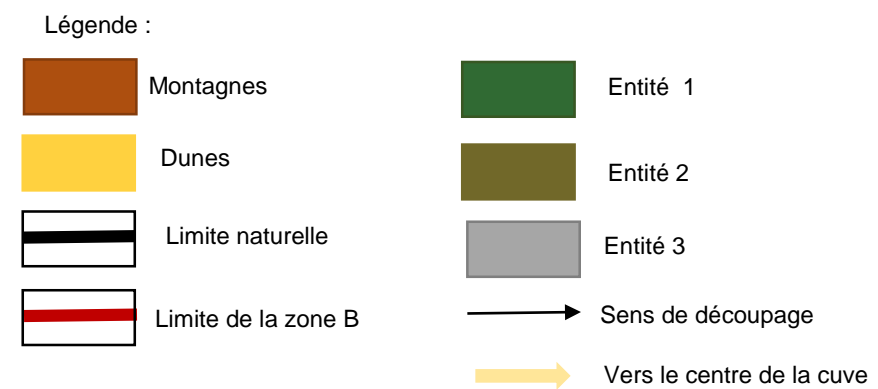 Légende :
Montagnes
Dunes
Limite naturelle
Limite de la zone B
Entité 1
Entité 2
Entité 3
Sens de découpage
Vers le centre de la cuve